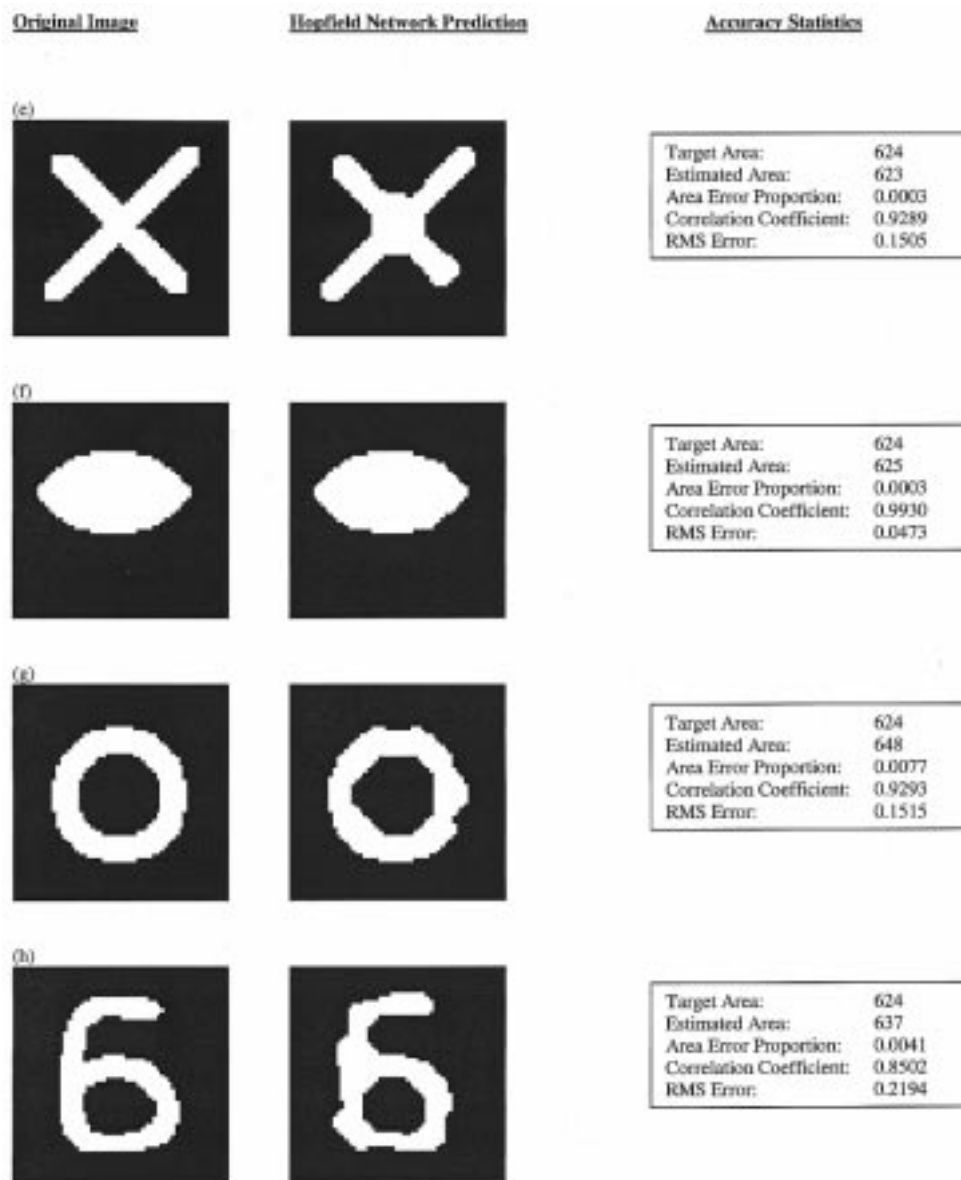 Original Image Hopfield Network Prediction Accuracy Statistics
(e)
Target Area: 624
Estimated Area: 623
Area Error Proportion: 0.0003
Correlation Coefficient: 0.9289
RMS Error: 0.1505
(f)
Target Area: 624
Estimated Area: 625
Area Error Proportion: 0.0003
Correlation Coefficient: 0.9930
RMS Error: 0.0473
(g)
Target Area: 624
Estimated Area: 648
Area Error Proportion: 0.0077
Correlation Coefficient: 0.9293
RMS Error: 0.1515
(h)
Target Area: 624
Estimated Area: 637
Area Error Proportion: 0.0041
Correlation Coefficient: 0.8502
RMS Error: 0.2194